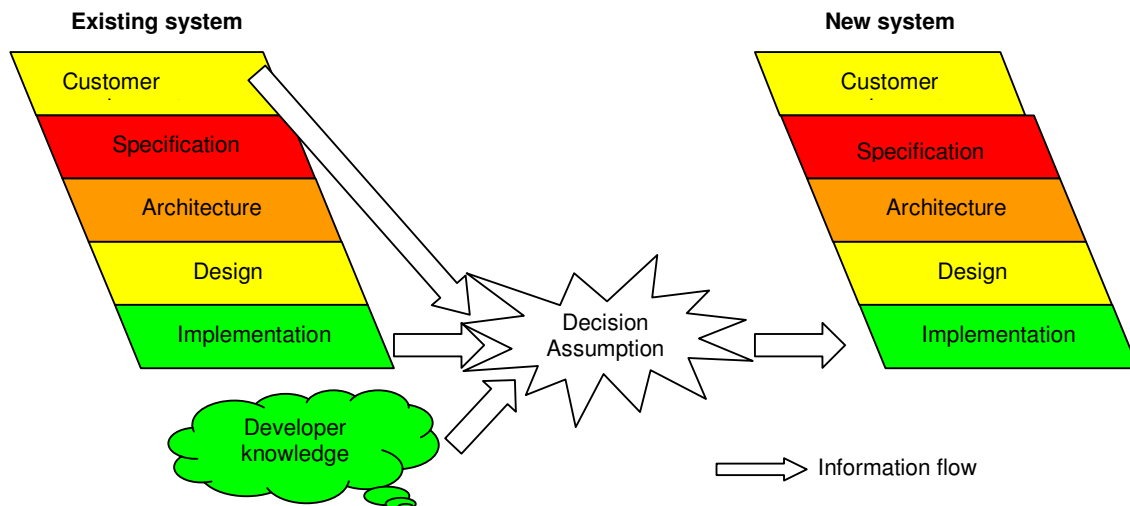 Existing system
New system
Customer
Specification
Architecture
Design
Implementation
Developer
knowledge
Decision
Assumption
Customer
Specification
Architecture
Design
Implementation
Information flow